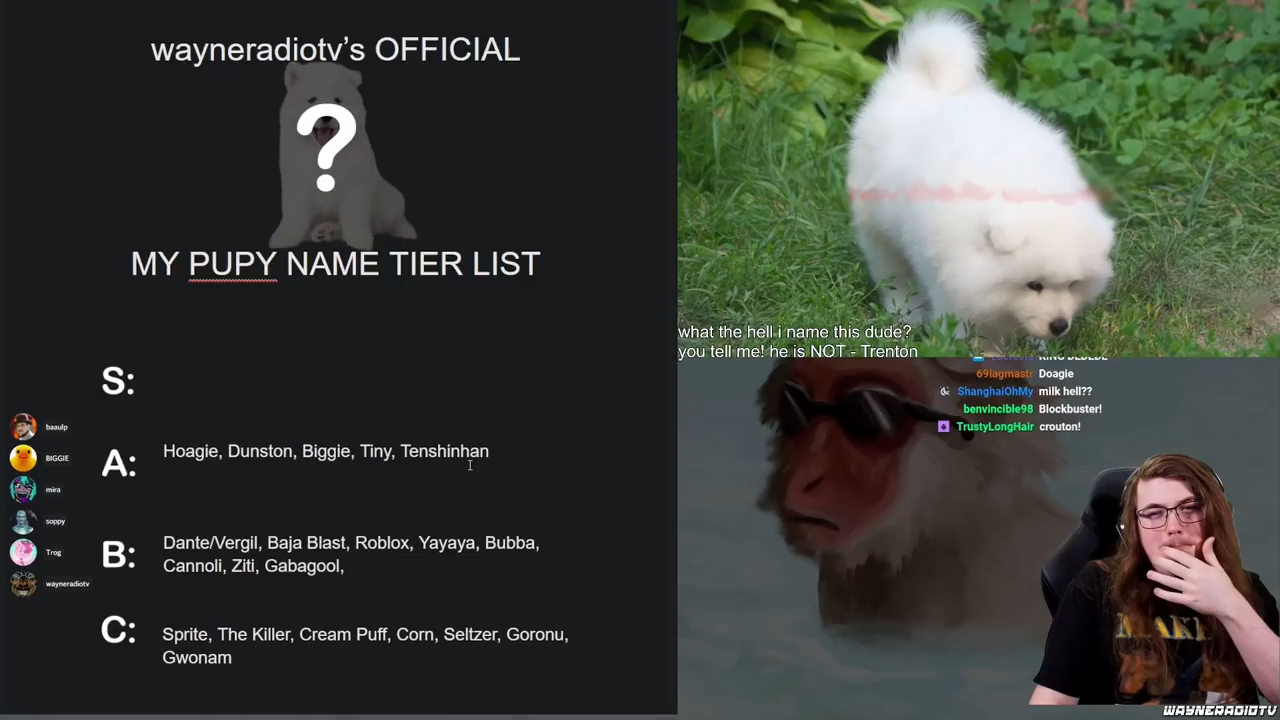 wayneradiotv's OFFICIAL
?
MY PUPY NAME TIER LIST
S:
A: Hoagie, Dunston, Biggie, Tiny, Tenshinhan
B: Dante/Vergil, Baja Blast, Roblox, Yayaya, Bubba,
Cannoli, Ziti, Gabagool,
C: Sprite, The Killer, Cream Puff, Corn, Seltzer, Goronu,
Gwonam
baaulp
BIGGIE
mira
soppy
Trog
wayneradiotv
what the hell i name this dude?
you tell me! he is NOT - Trenton
KING DEDEDE
69lagmastr Doagie
ShanghaiOhMy milk hell??
benvincible98 Blockbuster!
TrustyLongHair crouton!
WAYNERADIOTV